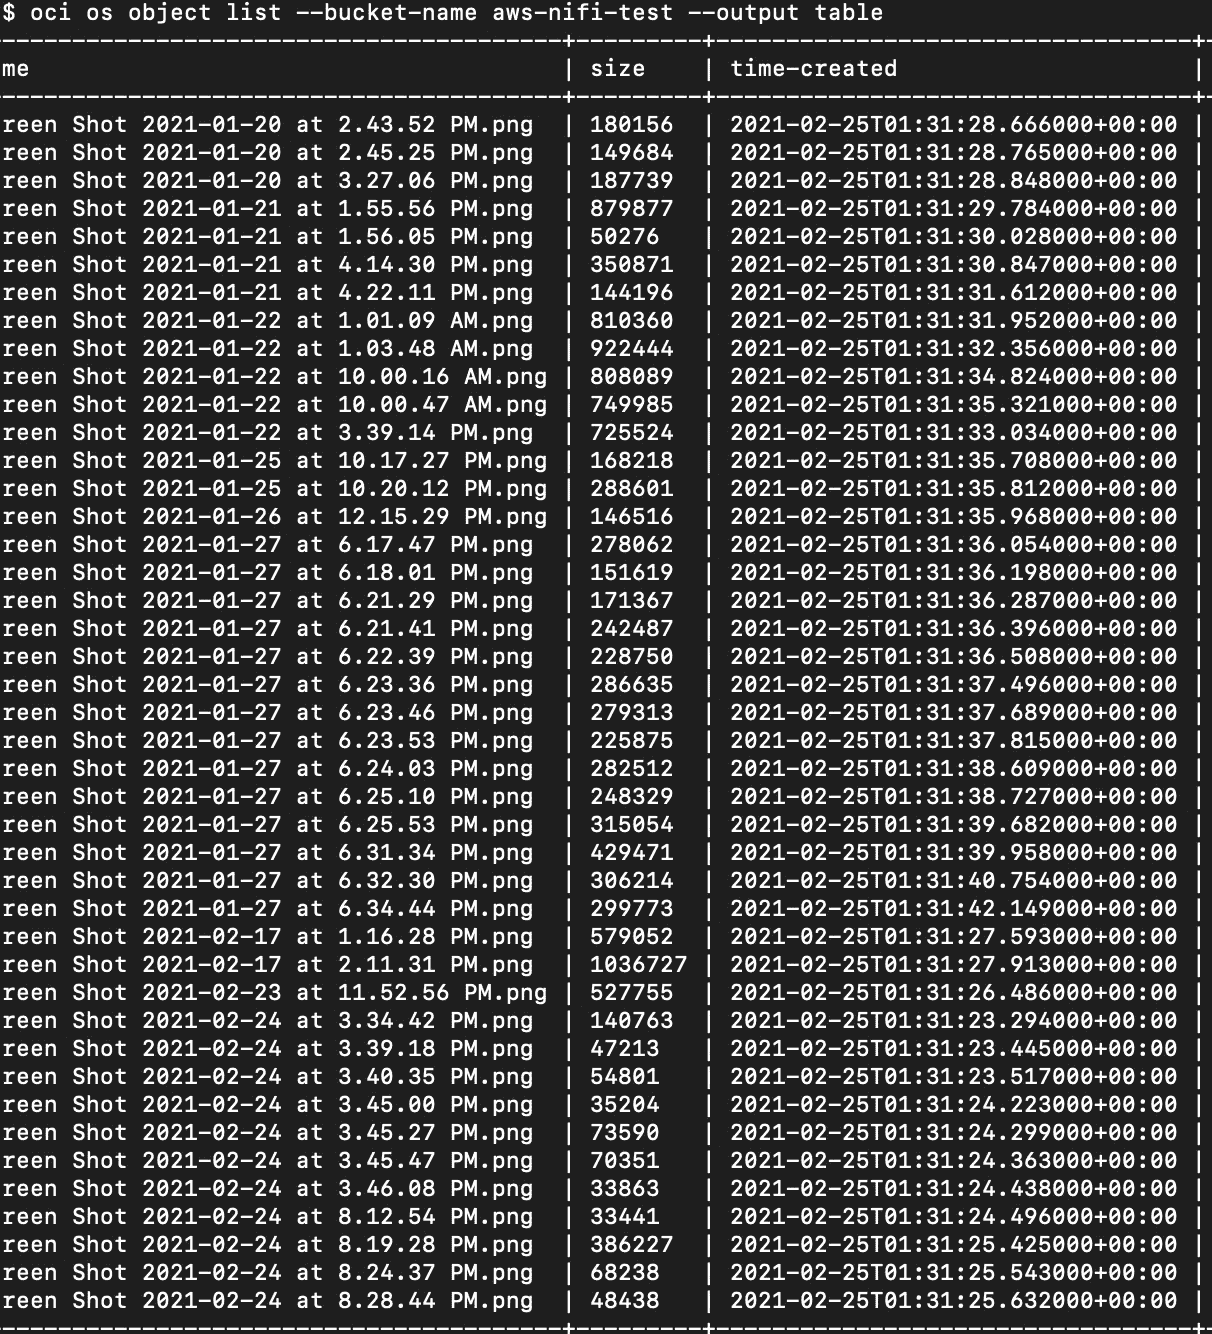 $ oci os object list --bucket-name aws-nifi-test --output table
me | size | time-created |
reen Shot 2021-01-20 at 2.43.52 PM.png | 180156 | 2021-02-25T01:31:28.666000+00:00 |
reen Shot 2021-01-20 at 2.45.25 PM.png | 149684 | 2021-02-25T01:31:28.765000+00:00 |
reen Shot 2021-01-20 at 3.27.06 PM.png | 187739 | 2021-02-25T01:31:28.848000+00:00 |
reen Shot 2021-01-21 at 1.55.56 PM.png | 879877 | 2021-02-25T01:31:29.784000+00:00 |
reen Shot 2021-01-21 at 1.56.05 PM.png | 50276 | 2021-02-25T01:31:30.028000+00:00 |
reen Shot 2021-01-21 at 4.14.30 PM.png | 350871 | 2021-02-25T01:31:30.847000+00:00 |
reen Shot 2021-01-21 at 4.22.11 PM.png | 144196 | 2021-02-25T01:31:31.612000+00:00 |
reen Shot 2021-01-22 at 1.01.09 AM.png | 810360 | 2021-02-25T01:31:31.952000+00:00 |
reen Shot 2021-01-22 at 1.03.48 AM.png | 922444 | 2021-02-25T01:31:32.356000+00:00 |
reen Shot 2021-01-22 at 10.00.16 AM.png | 808089 | 2021-02-25T01:31:34.824000+00:00 |
reen Shot 2021-01-22 at 10.00.47 AM.png | 749985 | 2021-02-25T01:31:35.321000+00:00 |
reen Shot 2021-01-22 at 3.39.14 PM.png | 725524 | 2021-02-25T01:31:33.034000+00:00 |
reen Shot 2021-01-25 at 10.17.27 PM.png | 168218 | 2021-02-25T01:31:35.708000+00:00 |
reen Shot 2021-01-25 at 10.20.12 PM.png | 288601 | 2021-02-25T01:31:35.812000+00:00 |
reen Shot 2021-01-26 at 12.15.29 PM.png | 146516 | 2021-02-25T01:31:35.968000+00:00 |
reen Shot 2021-01-27 at 6.17.47 PM.png | 278062 | 2021-02-25T01:31:36.054000+00:00 |
reen Shot 2021-01-27 at 6.18.01 PM.png | 151619 | 2021-02-25T01:31:36.198000+00:00 |
reen Shot 2021-01-27 at 6.21.29 PM.png | 171367 | 2021-02-25T01:31:36.287000+00:00 |
reen Shot 2021-01-27 at 6.21.41 PM.png | 242487 | 2021-02-25T01:31:36.396000+00:00 |
reen Shot 2021-01-27 at 6.22.39 PM.png | 228750 | 2021-02-25T01:31:36.508000+00:00 |
reen Shot 2021-01-27 at 6.23.36 PM.png | 286635 | 2021-02-25T01:31:37.496000+00:00 |
reen Shot 2021-01-27 at 6.23.46 PM.png | 279313 | 2021-02-25T01:31:37.689000+00:00 |
reen Shot 2021-01-27 at 6.23.53 PM.png | 225875 | 2021-02-25T01:31:37.815000+00:00 |
reen Shot 2021-01-27 at 6.24.03 PM.png | 282512 | 2021-02-25T01:31:38.609000+00:00 |
reen Shot 2021-01-27 at 6.25.10 PM.png | 248329 | 2021-02-25T01:31:38.727000+00:00 |
reen Shot 2021-01-27 at 6.25.53 PM.png | 315054 | 2021-02-25T01:31:39.682000+00:00 |
reen Shot 2021-01-27 at 6.31.34 PM.png | 429471 | 2021-02-25T01:31:39.958000+00:00 |
reen Shot 2021-01-27 at 6.32.30 PM.png | 306214 | 2021-02-25T01:31:40.754000+00:00 |
reen Shot 2021-01-27 at 6.34.44 PM.png | 299773 | 2021-02-25T01:31:42.149000+00:00 |
reen Shot 2021-02-17 at 1.16.28 PM.png | 579052 | 2021-02-25T01:31:27.593000+00:00 |
reen Shot 2021-02-17 at 2.11.31 PM.png | 1036727 | 2021-02-25T01:31:27.913000+00:00 |
reen Shot 2021-02-23 at 11.52.56 PM.png | 527755 | 2021-02-25T01:31:26.486000+00:00 |
reen Shot 2021-02-24 at 3.34.42 PM.png | 140763 | 2021-02-25T01:31:23.294000+00:00 |
reen Shot 2021-02-24 at 3.39.18 PM.png | 47213 | 2021-02-25T01:31:23.445000+00:00 |
reen Shot 2021-02-24 at 3.40.35 PM.png | 54801 | 2021-02-25T01:31:23.517000+00:00 |
reen Shot 2021-02-24 at 3.45.00 PM.png | 35204 | 2021-02-25T01:31:24.223000+00:00 |
reen Shot 2021-02-24 at 3.45.27 PM.png | 73590 | 2021-02-25T01:31:24.299000+00:00 |
reen Shot 2021-02-24 at 3.45.47 PM.png | 70351 | 2021-02-25T01:31:24.363000+00:00 |
reen Shot 2021-02-24 at 3.46.08 PM.png | 33863 | 2021-02-25T01:31:24.438000+00:00 |
reen Shot 2021-02-24 at 8.12.54 PM.png | 33441 | 2021-02-25T01:31:24.496000+00:00 |
reen Shot 2021-02-24 at 8.19.28 PM.png | 386227 | 2021-02-25T01:31:25.425000+00:00 |
reen Shot 2021-02-24 at 8.24.37 PM.png | 68238 | 2021-02-25T01:31:25.543000+00:00 |
reen Shot 2021-02-24 at 8.28.44 PM.png | 48438 | 2021-02-25T01:31:25.632000+00:00 |